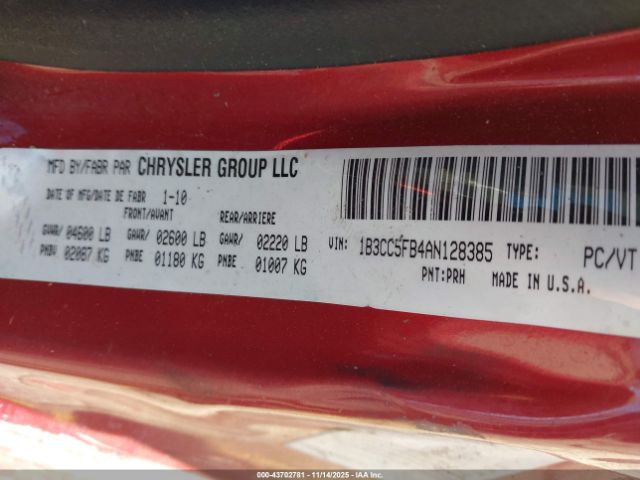 MFD BY/FABR PAR CHRYSLER GROUP LLC
DATE OF MFG/DATE DE FABR 1-10
FRONT/AVANT REAR/ARRIERE
GVWR/ 04600 LB GAWR/ 02600 LB GAWR/ 02220 LB
PNBV 02087 KG PNBE 01180 KG PNBE 01007 KG
VIN: 1B3CC5FB4AN128385 TYPE: PC/VT
PNT:PRH MADE IN U.S.A.
000-43702781 - 11/14/2025 - IAA Inc.